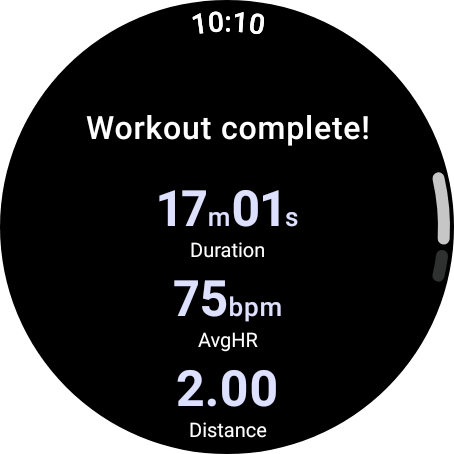 10:10
Workout complete!
17m01s
Duration
75bpm
AvgHR
2.00
Distance